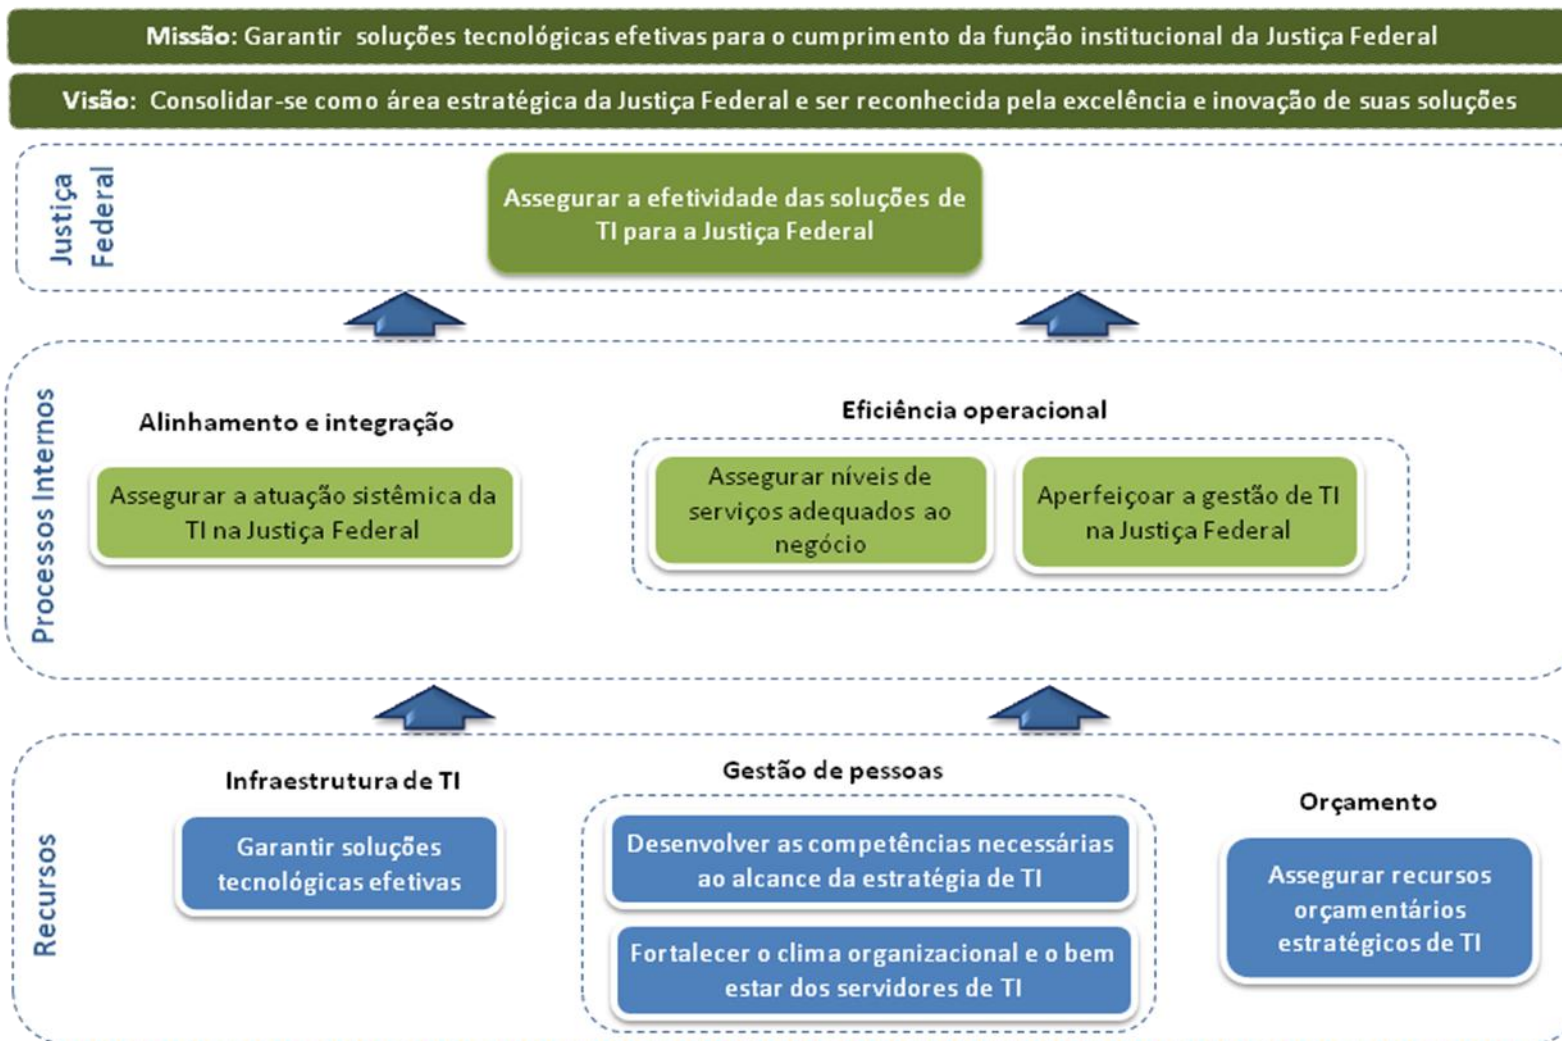 Missão: Garantir soluções tecnológicas efetivas para o cumprimento da função institucional da Justiça Federal
Visão: Consolidar-se como área estratégica da Justiça Federal e ser reconhecida pela excelência e inovação de suas soluções
Justiça
Federal
Assegurar a efetividade das soluções de
TI para a Justiça Federal
Processos Internos
Alinhamento e integração
Assegurar a atuação sistêmica da
TI na Justiça Federal
Eficiência operacional
Assegurar níveis de
serviços adequados ao
negócio
Aperfeiçoar a gestão de TI
na Justiça Federal
Recursos
Infraestrutura de TI
Garantir soluções
tecnológicas efetivas
Gestão de pessoas
Desenvolver as competências necessárias
ao alcance da estratégia de TI
Fortalecer o clima organizacional e o bem
estar dos servidores de TI
Orçamento
Assegurar recursos
orçamentários
estratégicos de TI